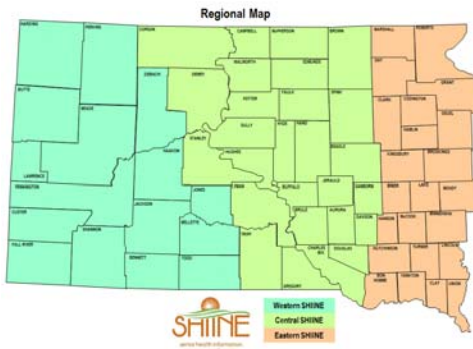 Regional Map
HARDING
PERKINS
CORSON
CAMPBELL
McPHERSON
BROWN
MARSHALL
ROBERTS
WALWORTH
EDMUNDS
DAY
GRANT
BUTTE
MEADE
ZIEBACH
DEWEY
POTTER
FAULK
SPINK
CLARK
CODINGTON
HAMLIN
DEUEL
SULLY
HYDE
HAND
STANLEY
HUGHES
BEADLE
KINGSBURY
BROOKINGS
LAWRENCE
PENNINGTON
HAAKON
JONES
LYMAN
BUFFALO
JERAULD
SANBORN
MINER
LAKE
MOODY
CUSTER
JACKSON
MELLETTE
BRULE
AURORA
DAVISON
HANSON
McCOOK
MINNEHAHA
FALL RIVER
SHANNON
BENNETT
TODD
TRIPP
GREGORY
CHARLES MIX
DOUGLAS
HUTCHINSON
TURNER
LINCOLN
BON HOMME
YANKTON
CLAY
UNION
SHIINE
senior health information
Western SHIINE
Central SHIINE
Eastern SHIINE